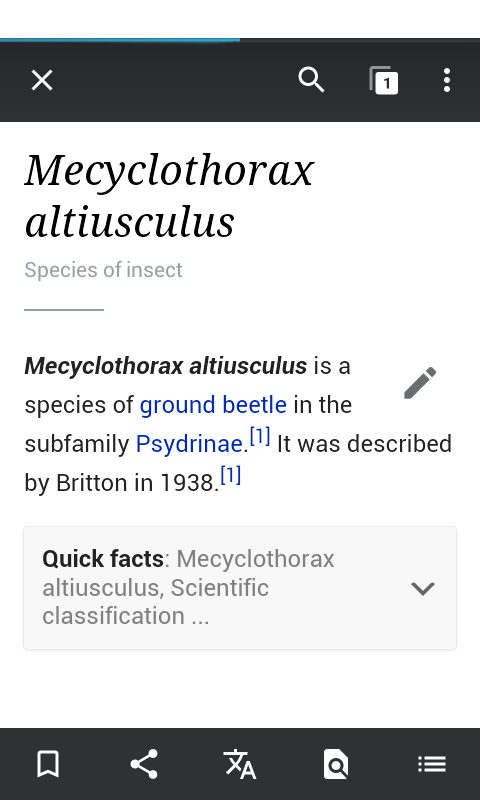 1
Mecyclothorax
altiusculus
Species of insect
Mecyclothorax altiusculus is a
species of ground beetle in the
subfamily Psydrinae.[1] It was described
by Britton in 1938.[1]
Quick facts: Mecyclothorax
altiusculus, Scientific
classification ...